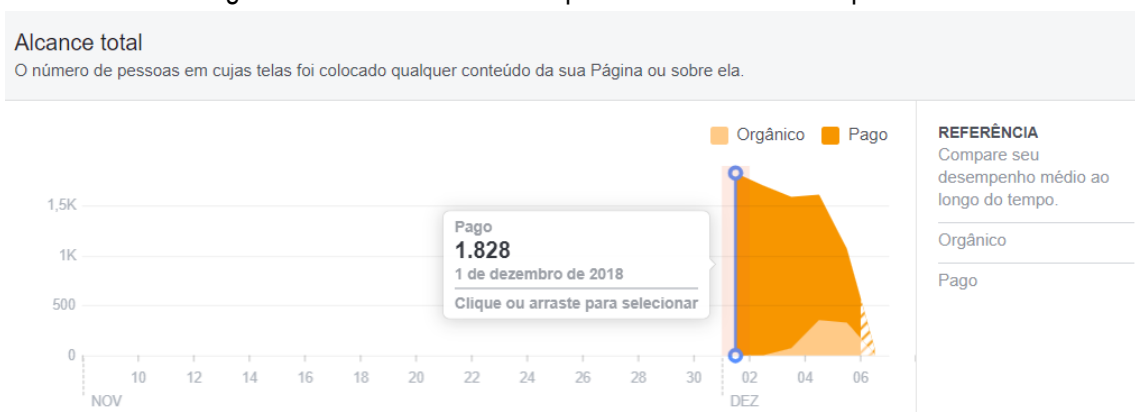 Alcance total
O número de pessoas em cujas telas foi colocado qualquer conteúdo da sua Página ou sobre ela.
Orgânico Pago
1,5K
1K
500
0
Pago
1.828
1 de dezembro de 2018
Clique ou arraste para selecionar
10 12 14 16 18 20 22 24 26 28 30 02 04 06
NOV DEZ
REFERÊNCIA
Compare seu
desempenho médio ao
longo do tempo.
Orgânico
Pago